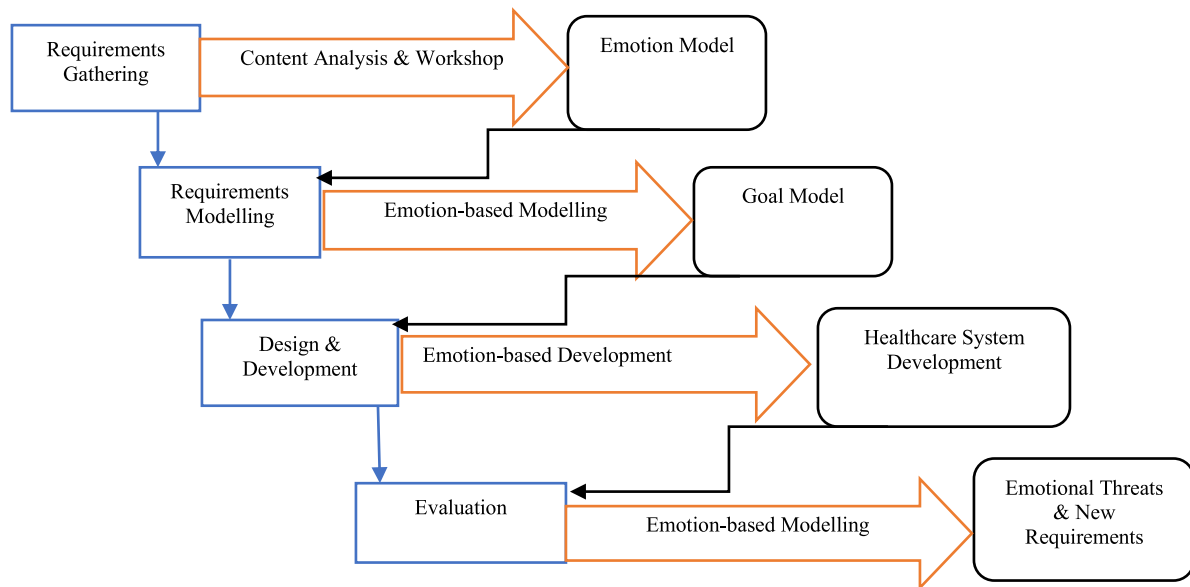 Requirements
Gathering
Content Analysis & Workshop
Emotion Model
Requirements
Modelling
Emotion-based Modelling
Goal Model
Design &
Development
Emotion-based Development
Healthcare System
Development
Evaluation
Emotion-based Modelling
Emotional Threats
& New
Requirements